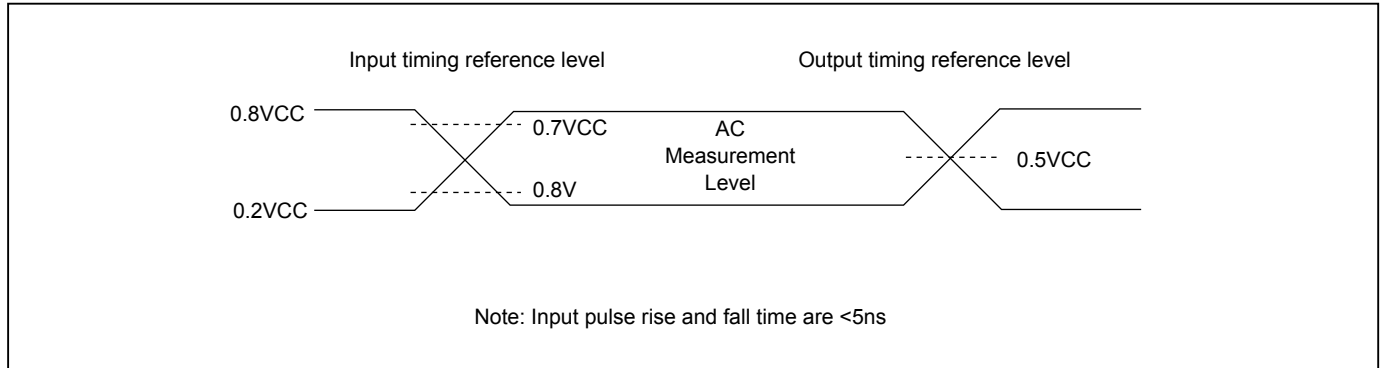 Input timing reference level
Output timing reference level
0.8VCC
0.7VCC
AC
Measurement
Level
0.5VCC
0.8V
0.2VCC
Note: Input pulse rise and fall time are <5ns